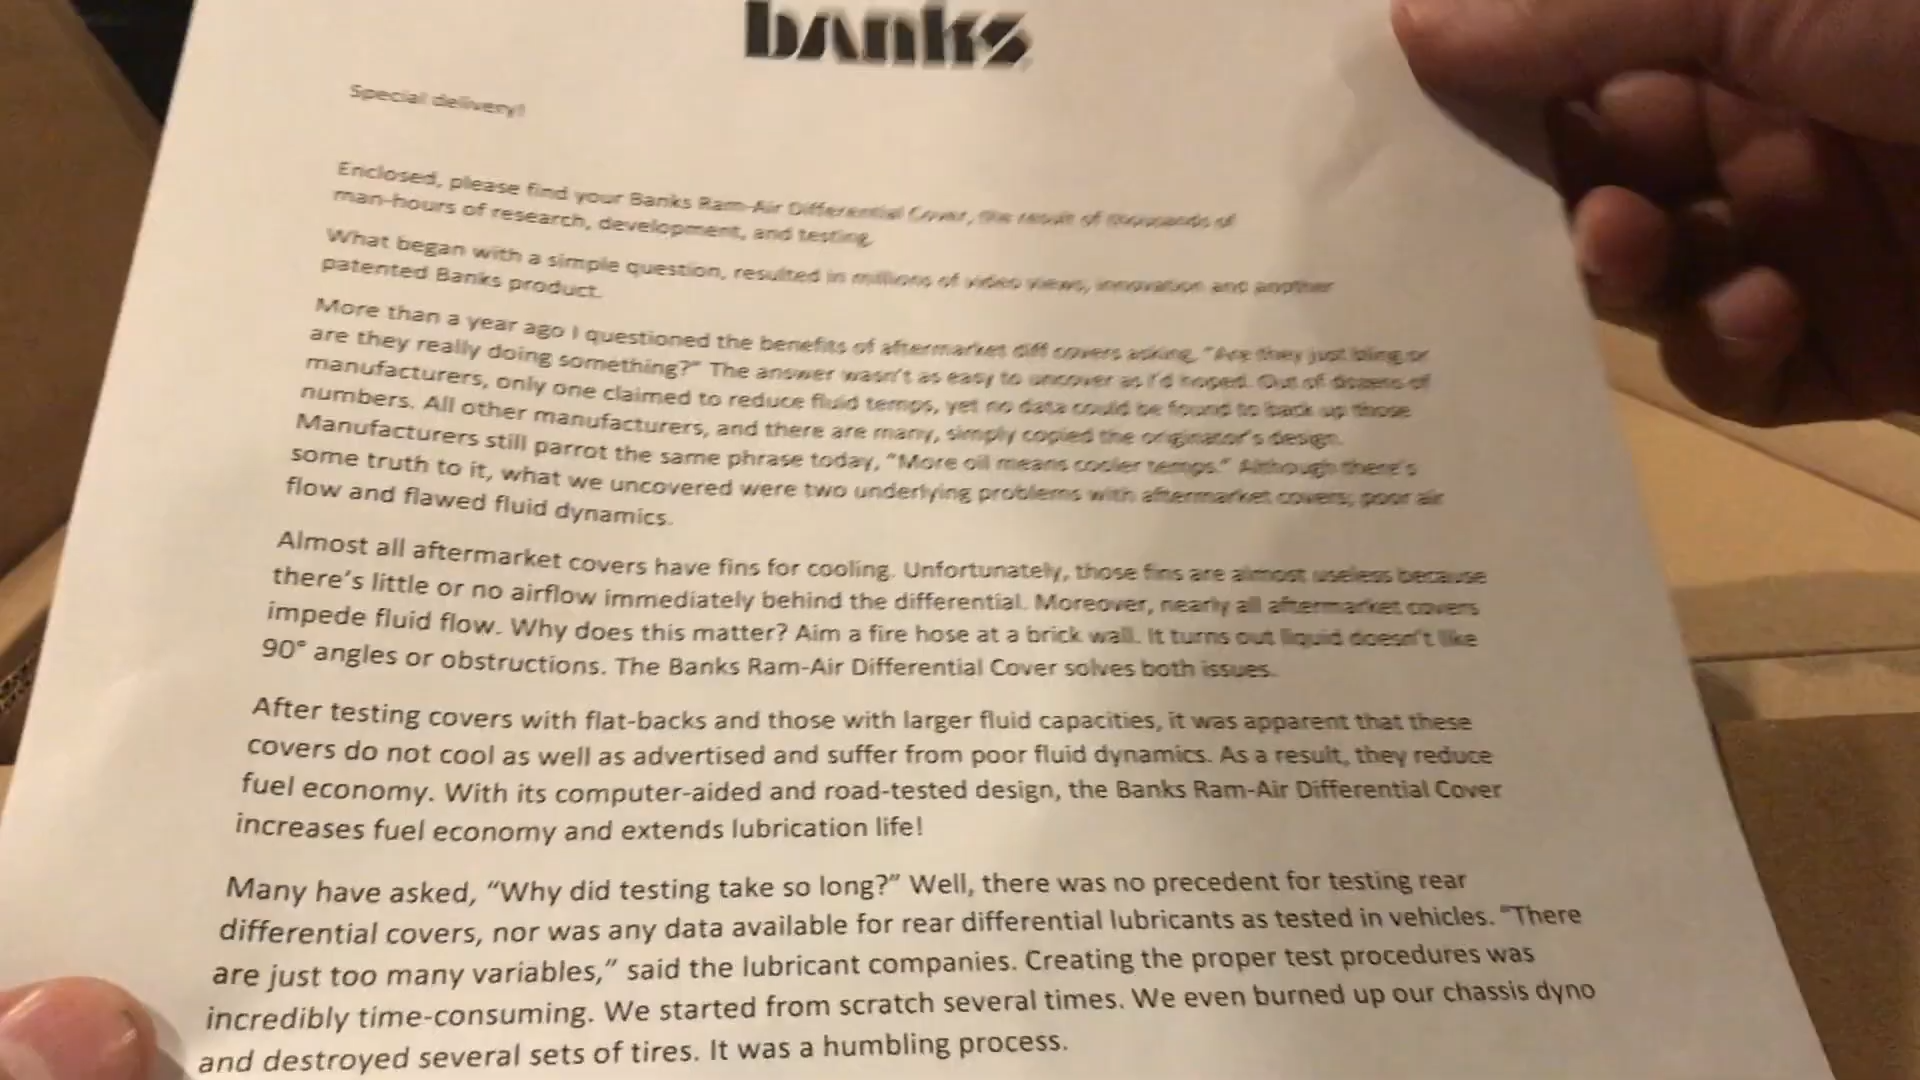 banks
Special delivery!
Enclosed, please find your Banks Ram-Air Differential Cover, the result of thousands of
man-hours of research, development, and testing.
What began with a simple question, resulted in millions of video views, innovation and another
patented Banks product.
More than a year ago I questioned the benefits of aftermarket diff covers asking, "Are they just bling or
are they really doing something?" The answer wasn't as easy to uncover as I'd hoped. Out of dozens of
manufacturers, only one claimed to reduce fluid temps, yet no data could be found to back up those
numbers. All other manufacturers, and there are many, simply copied the originator's design.
Manufacturers still parrot the same phrase today, "More oil means cooler temps." Although there's
some truth to it, what we uncovered were two underlying problems with aftermarket covers; poor air
flow and flawed fluid dynamics.
Almost all aftermarket covers have fins for cooling. Unfortunately, those fins are almost useless because
there's little or no airflow immediately behind the differential. Moreover, nearly all aftermarket covers
impede fluid flow. Why does this matter? Aim a fire hose at a brick wall. It turns out liquid doesn't like
90° angles or obstructions. The Banks Ram-Air Differential Cover solves both issues.
After testing covers with flat-backs and those with larger fluid capacities, it was apparent that these
covers do not cool as well as advertised and suffer from poor fluid dynamics. As a result, they reduce
fuel economy. With its computer-aided and road-tested design, the Banks Ram-Air Differential Cover
increases fuel economy and extends lubrication life!
Many have asked, "Why did testing take so long?" Well, there was no precedent for testing rear
differential covers, nor was any data available for rear differential lubricants as tested in vehicles. "There
are just too many variables," said the lubricant companies. Creating the proper test procedures was
incredibly time-consuming. We started from scratch several times. We even burned up our chassis dyno
and destroyed several sets of tires. It was a humbling process.